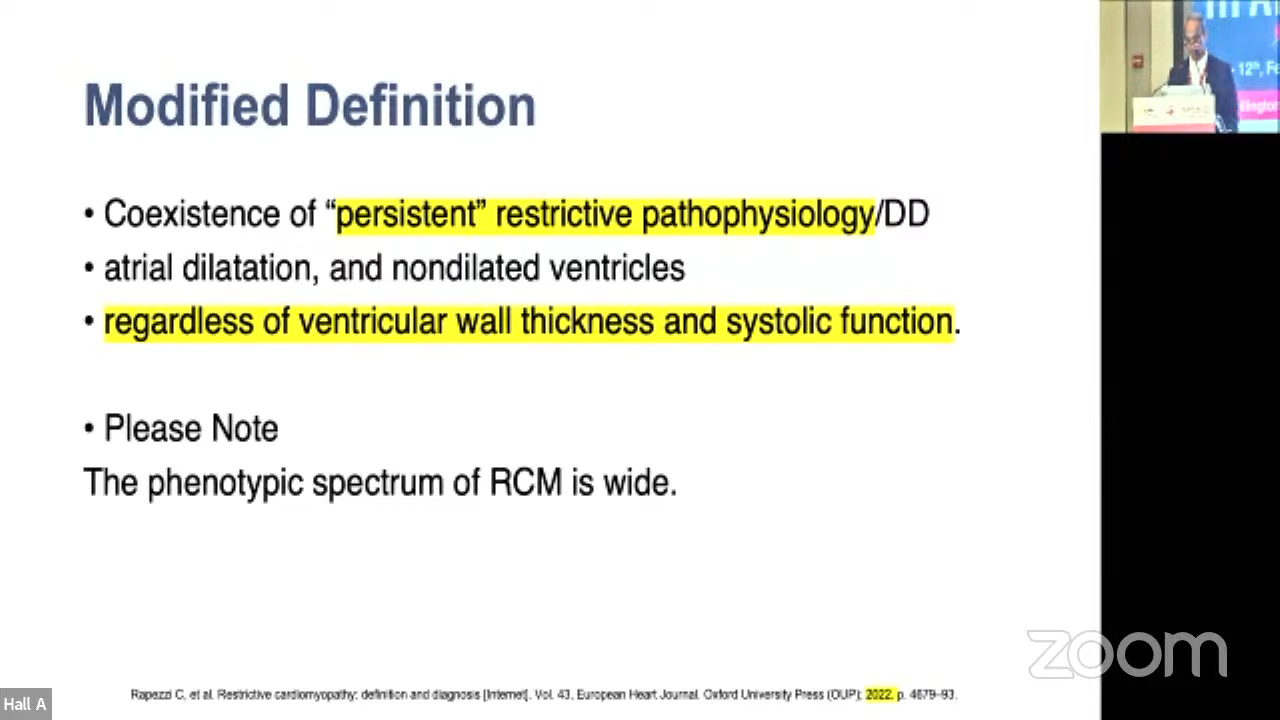 Modified Definition
• Coexistence of “persistent” restrictive pathophysiology/DD
• atrial dilatation, and nondilated ventricles
• regardless of ventricular wall thickness and systolic function.
• Please Note
The phenotypic spectrum of RCM is wide.
Rapezzi C, et al. Restrictive cardiomyopathy: definition and diagnosis [Internet]. Vol. 43, European Heart Journal. Oxford University Press (OUP); 2022. p. 4679–93.
Hall A
zoom
12th, Fe